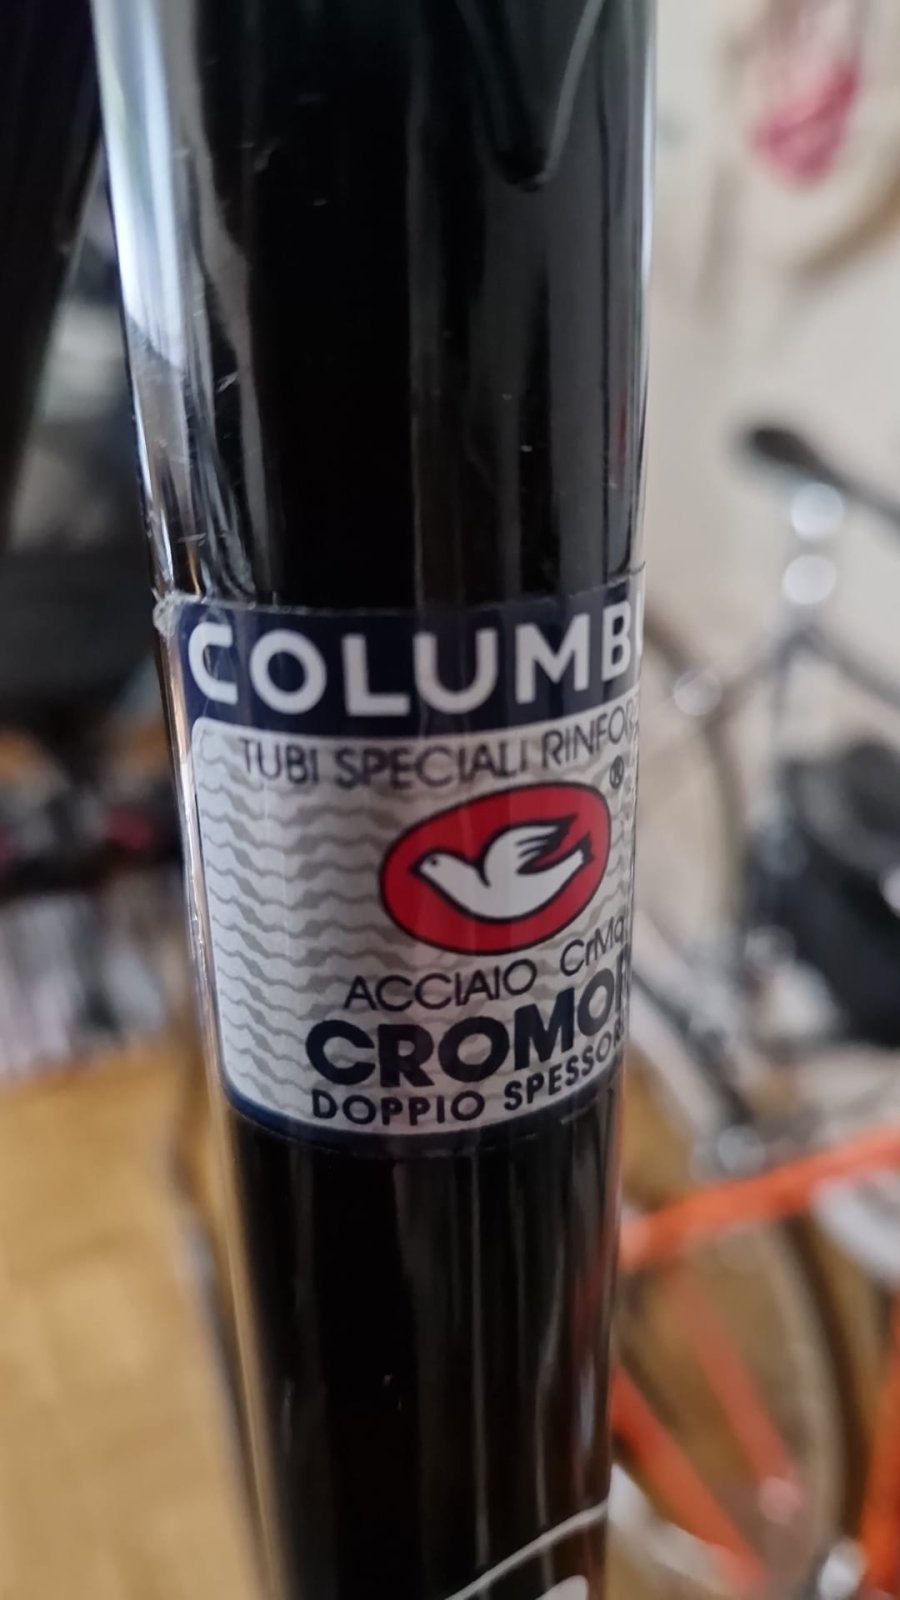 COLUMB
TUBI SPECIALI RINFOR
®
ACCIAIO CrMo
CROMOR
DOPPIO SPESSOR